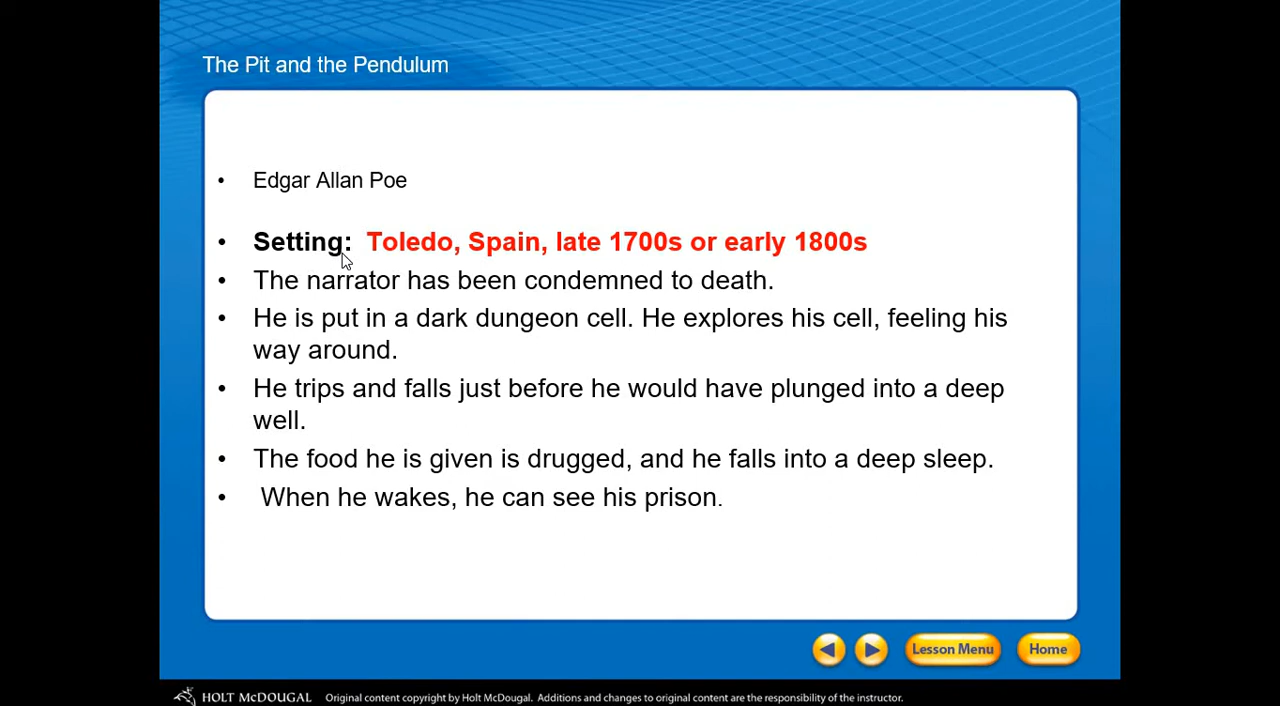 The Pit and the Pendulum
• Edgar Allan Poe
• Setting: Toledo, Spain, late 1700s or early 1800s
• The narrator has been condemned to death.
• He is put in a dark dungeon cell. He explores his cell, feeling his
way around.
• He trips and falls just before he would have plunged into a deep
well.
• The food he is given is drugged, and he falls into a deep sleep.
• When he wakes, he can see his prison.
Lesson Menu Home
HOLT McDOUGAL Original content copyright by Holt McDougal. Additions and changes to original content are the responsibility of the instructor.